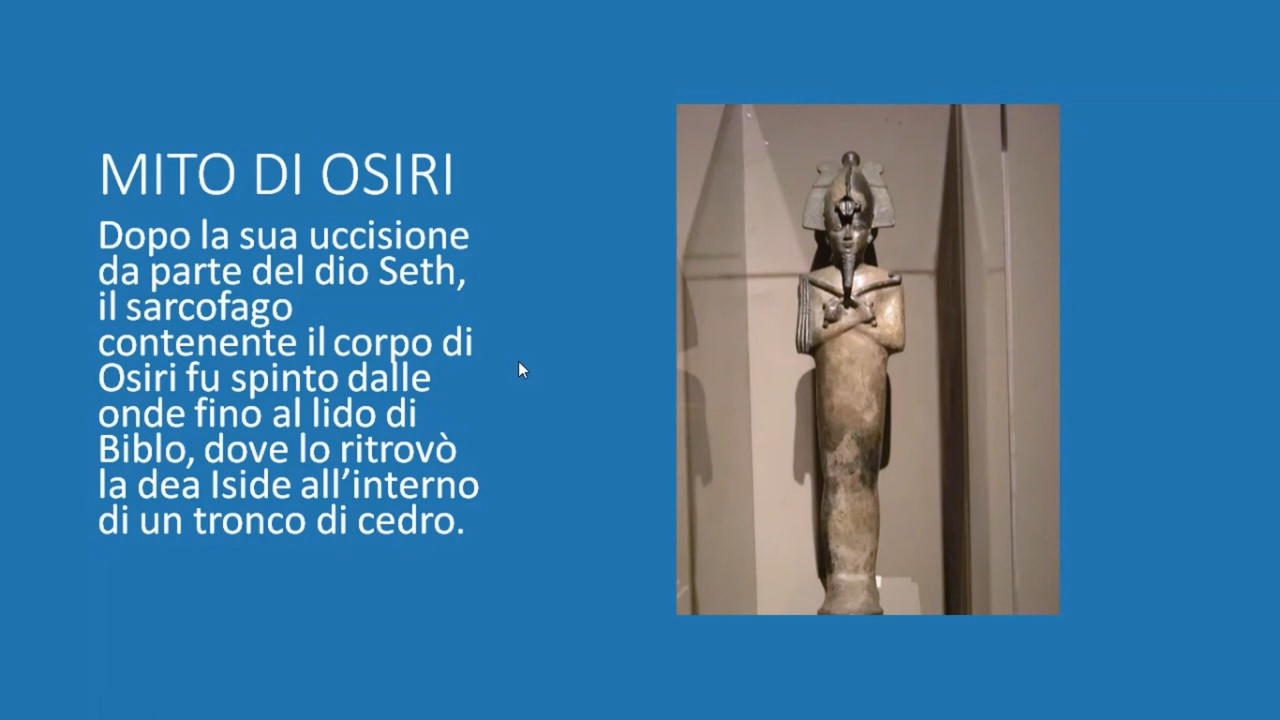 MITO DI OSIRI
Dopo la sua uccisione
da parte del dio Seth,
il sarcofago
contenente il corpo di
Osiri fu spinto dalle
onde fino al lido di
Biblo, dove lo ritrovò
la dea Iside all’interno
di un tronco di cedro.